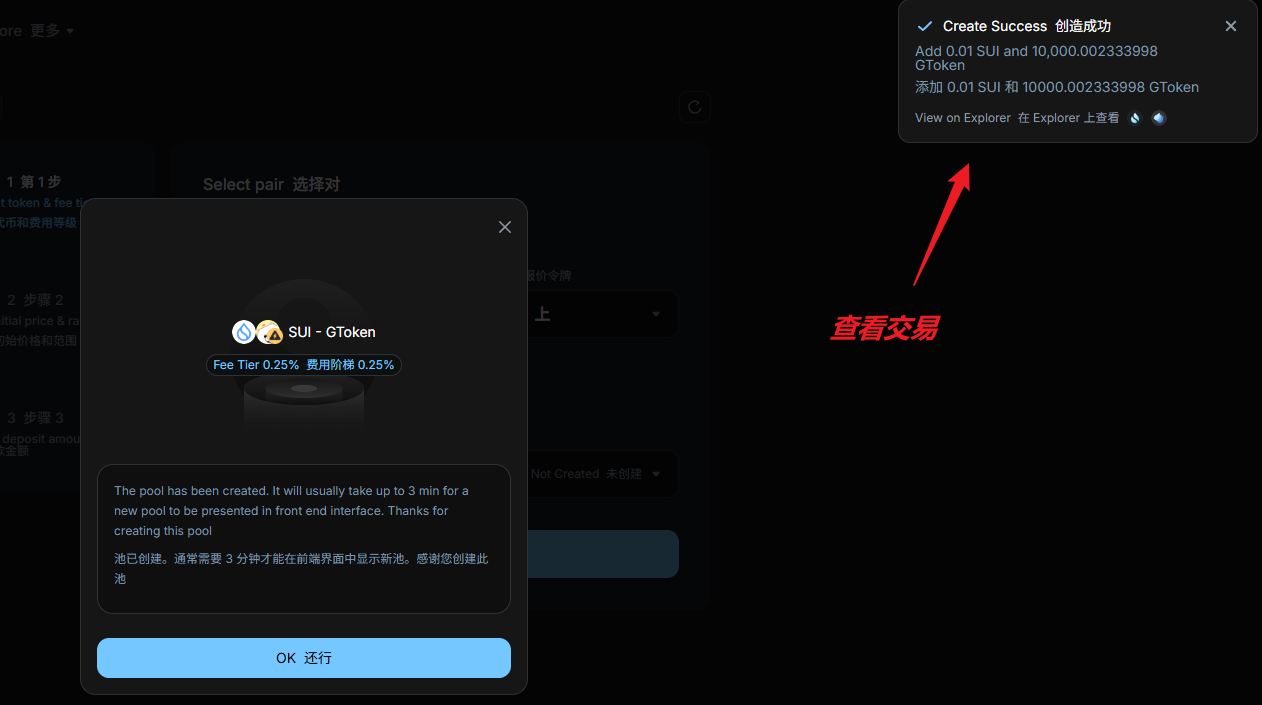 ore 更多
Create Success 创造成功
Add 0.01 SUI and 10,000.002333998
GToken
添加 0.01 SUI 和 10000.002333998 GToken
View on Explorer 在 Explorer 上查看
1 第 1 步
t token & fee ti
代币和费用等级
Select pair 选择对
报价令牌
上
2 步骤 2
itial price & ra
初始价格和范围
SUI - GToken
Fee Tier 0.25% 费用阶梯 0.25%
查看交易
3 步骤 3
deposit amou
款金额
Not Created 未创建
The pool has been created. It will usually take up to 3 min for a
new pool to be presented in front end interface. Thanks for
creating this pool
池已创建。通常需要 3 分钟才能在前端界面中显示新池。感谢您创建此
池
OK 还行